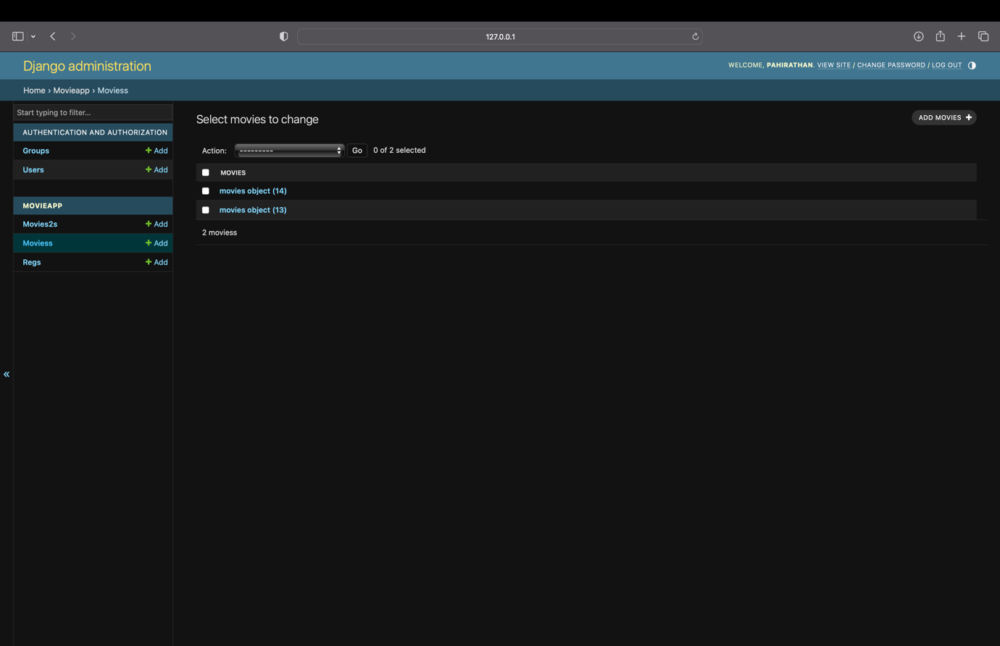 127.0.0.1
Django administration
WELCOME, PAHIRATHAN. VIEW SITE / CHANGE PASSWORD / LOG OUT
Home › Movieapp › Moviess
Start typing to filter...
AUTHENTICATION AND AUTHORIZATION
Groups + Add
Users + Add
MOVIEAPP
Movies2s + Add
Moviess + Add
Regs + Add
«
Select movies to change
ADD MOVIES +
Action: --------- Go 0 of 2 selected
MOVIES
movies object (14)
movies object (13)
2 moviess